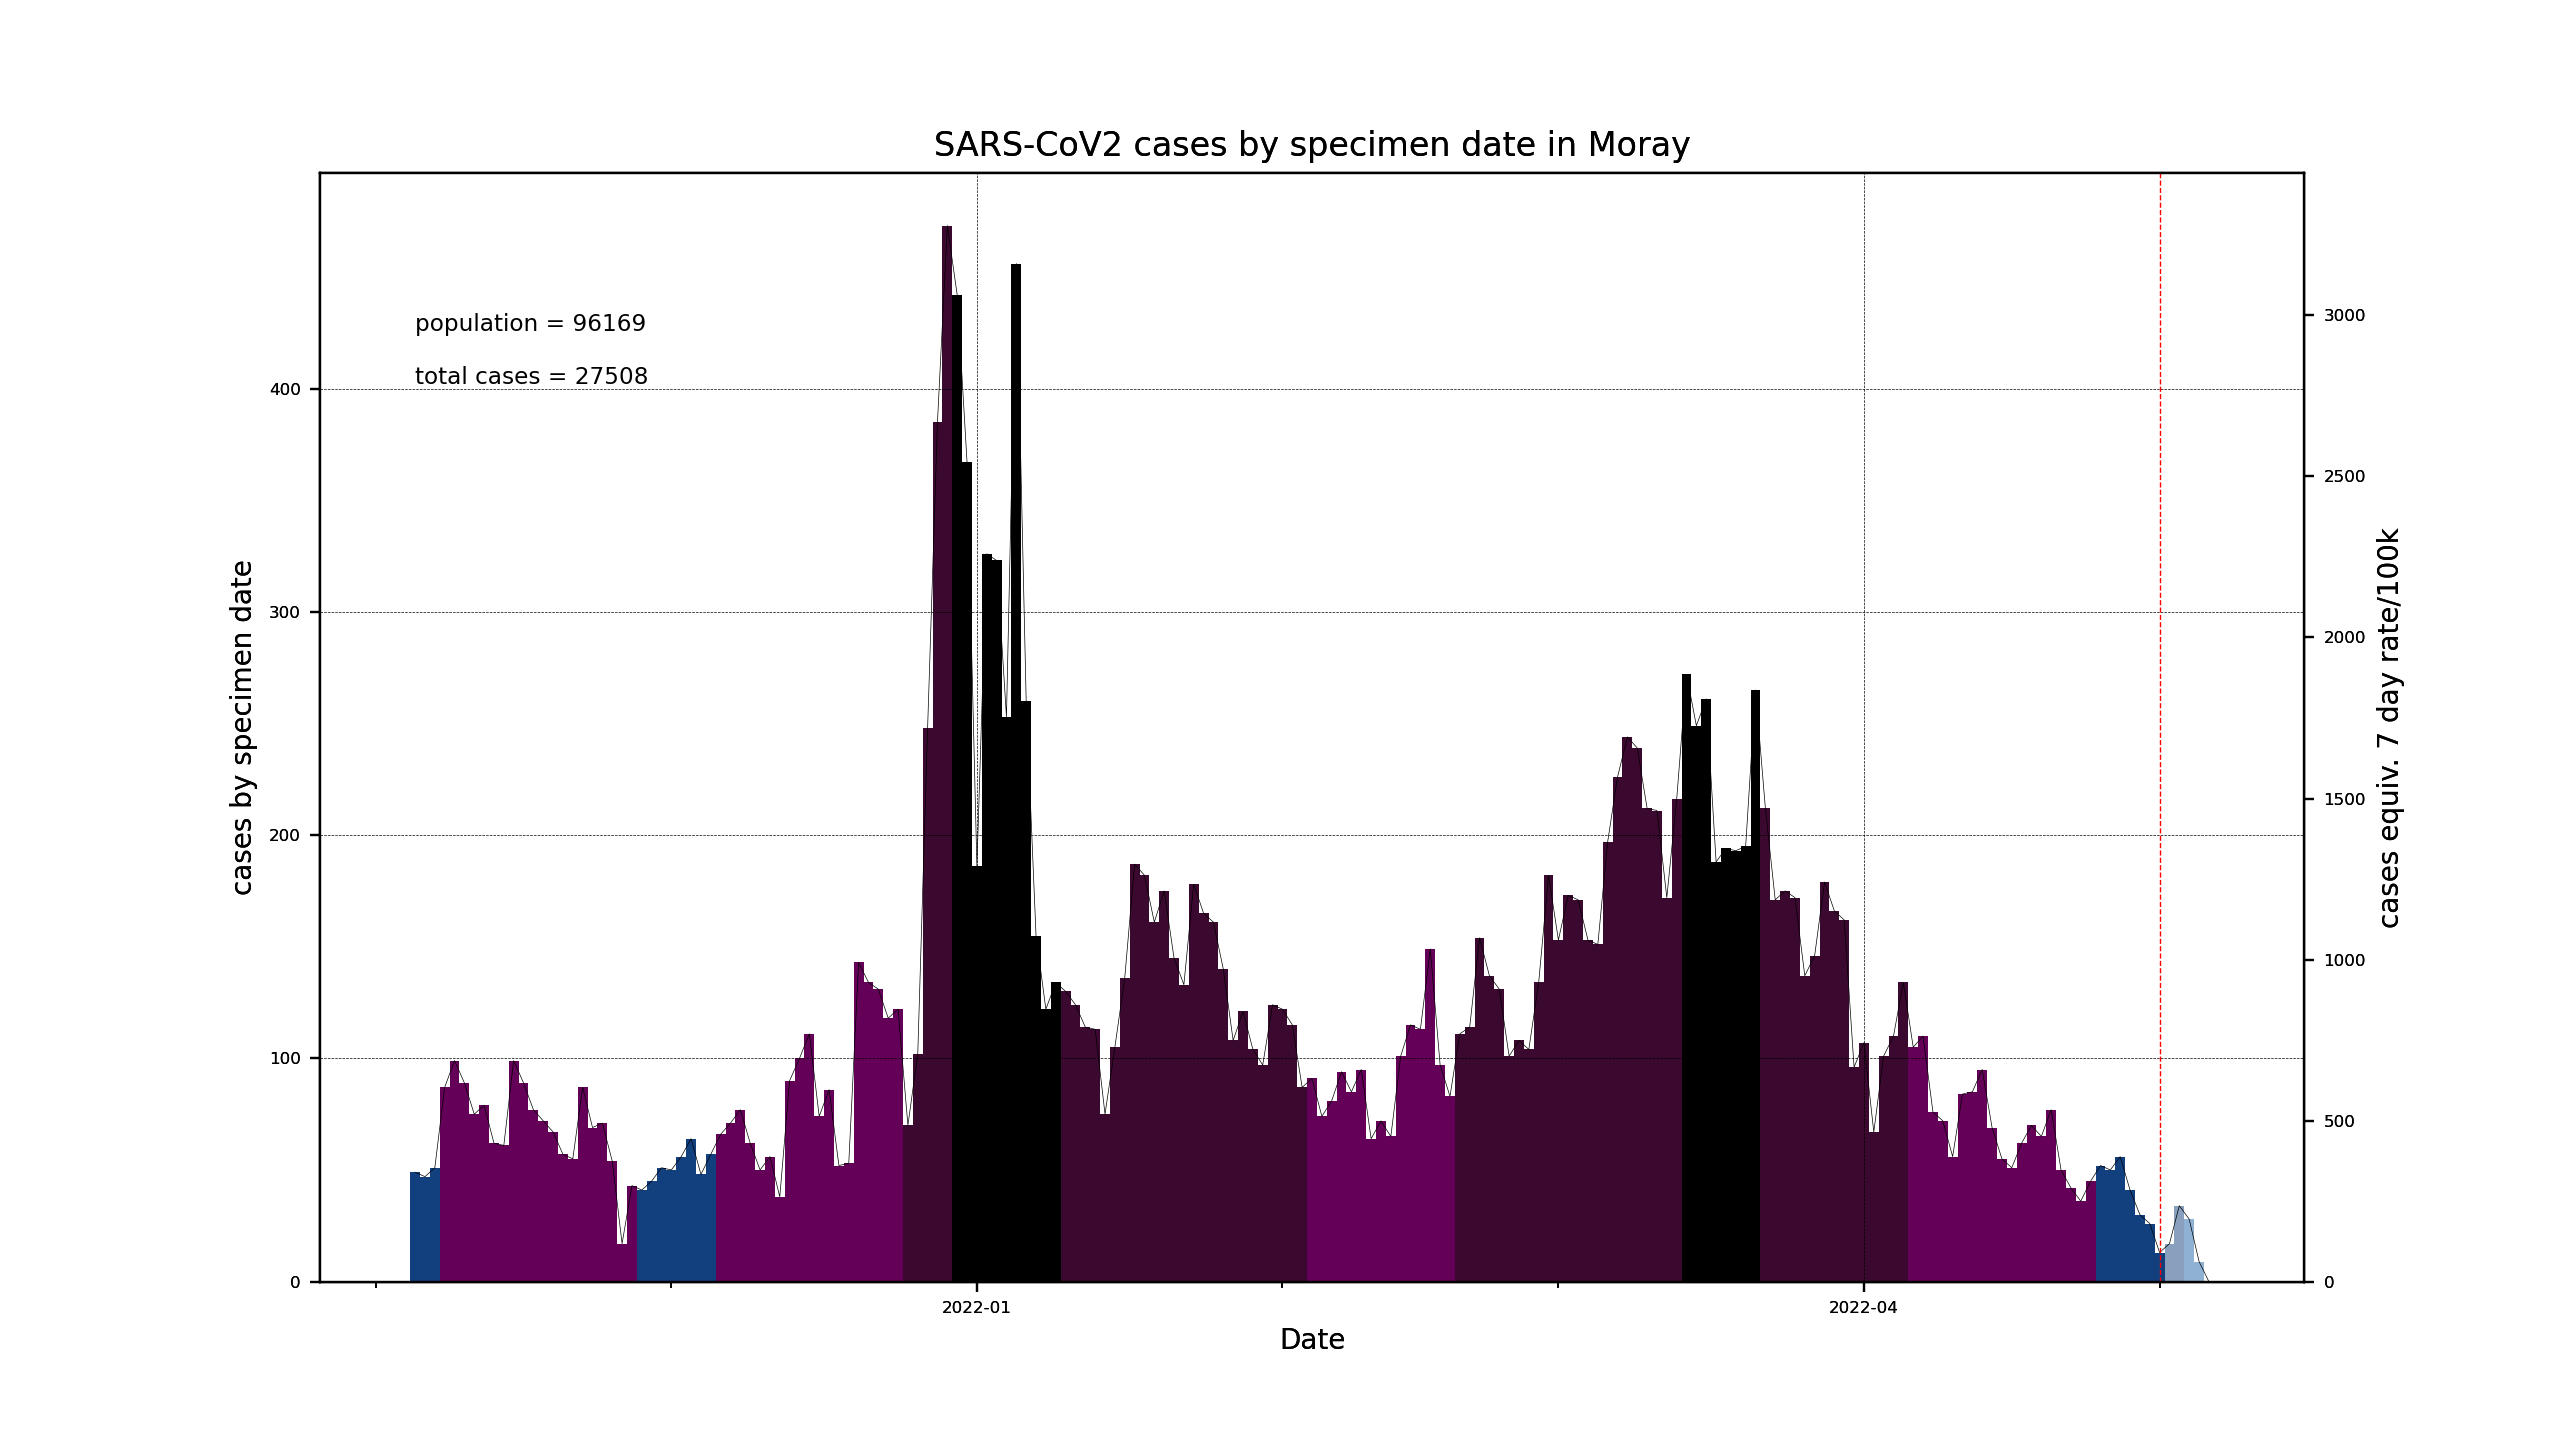 SARS-CoV2 cases by specimen date in Moray
population = 96169
total cases = 27508
cases by specimen date
400
300
200
100
0
3000
2500
2000
1500
1000
500
0
cases equiv. 7 day rate/100k
2022-01
2022-04
Date